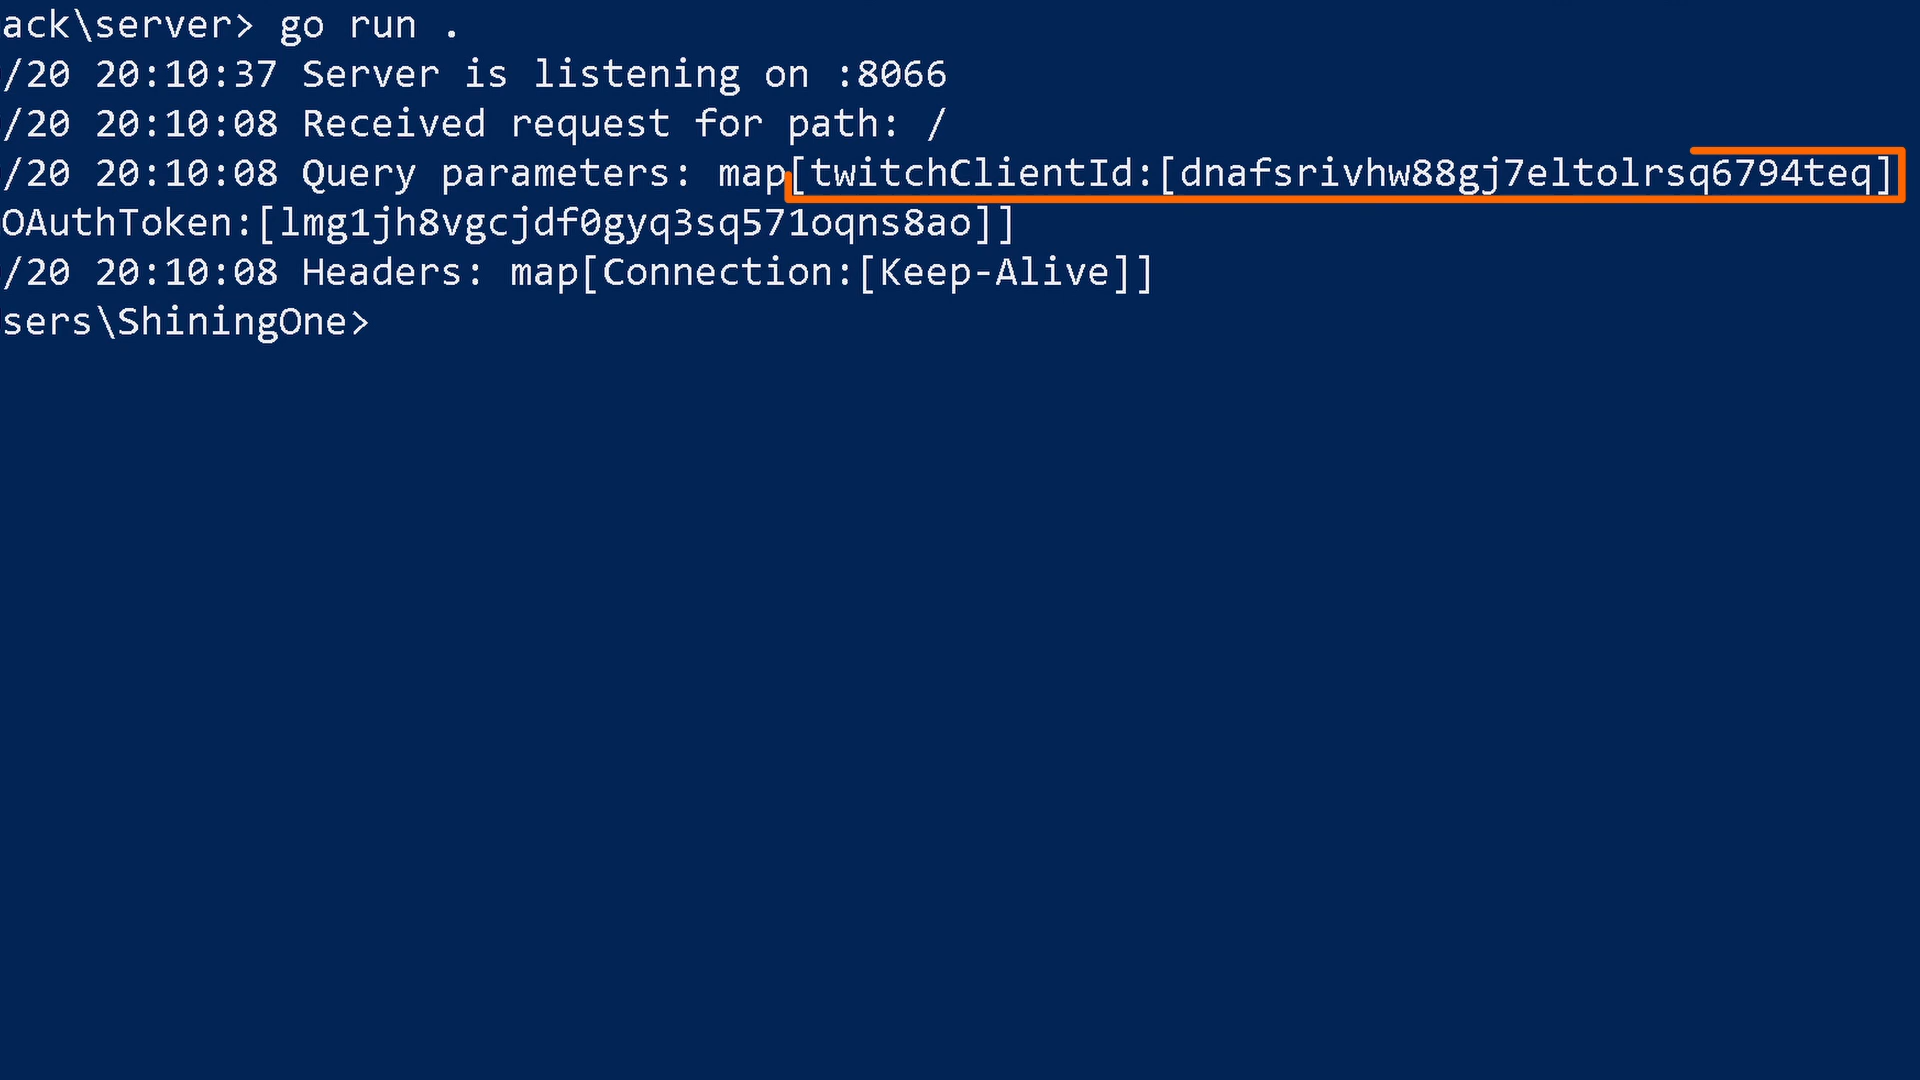 ack\server> go run .
/20 20:10:37 Server is listening on :8066
/20 20:10:08 Received request for path: /
/20 20:10:08 Query parameters: map[twitchClientId:[dnafsrivhw88gj7eltolrsq6794teq]
OAuthToken:[lmg1jh8vgcjdf0gyq3sq571oqns8ao]]
/20 20:10:08 Headers: map[Connection:[Keep-Alive]]
sers\ShiningOne>